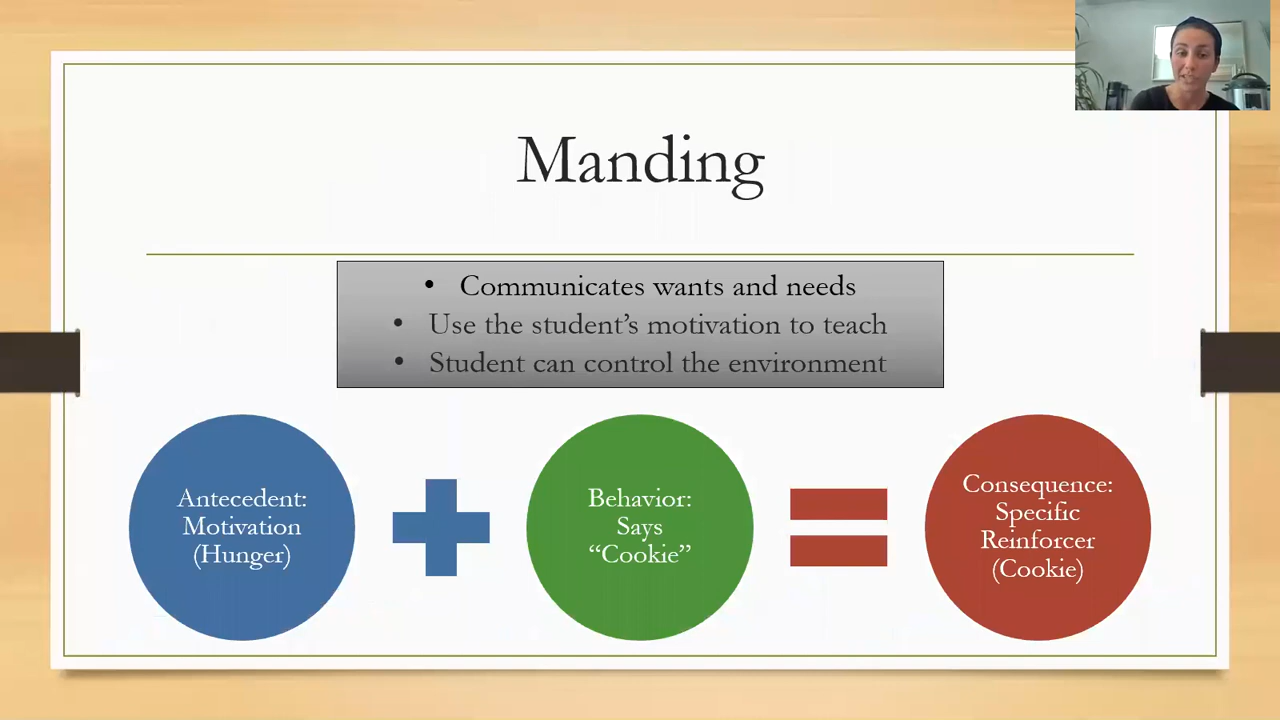 Manding
• Communicates wants and needs
• Use the student’s motivation to teach
• Student can control the environment
Antecedent:
Motivation
(Hunger)
Behavior:
Says
“Cookie”
Consequence:
Specific
Reinforcer
(Cookie)